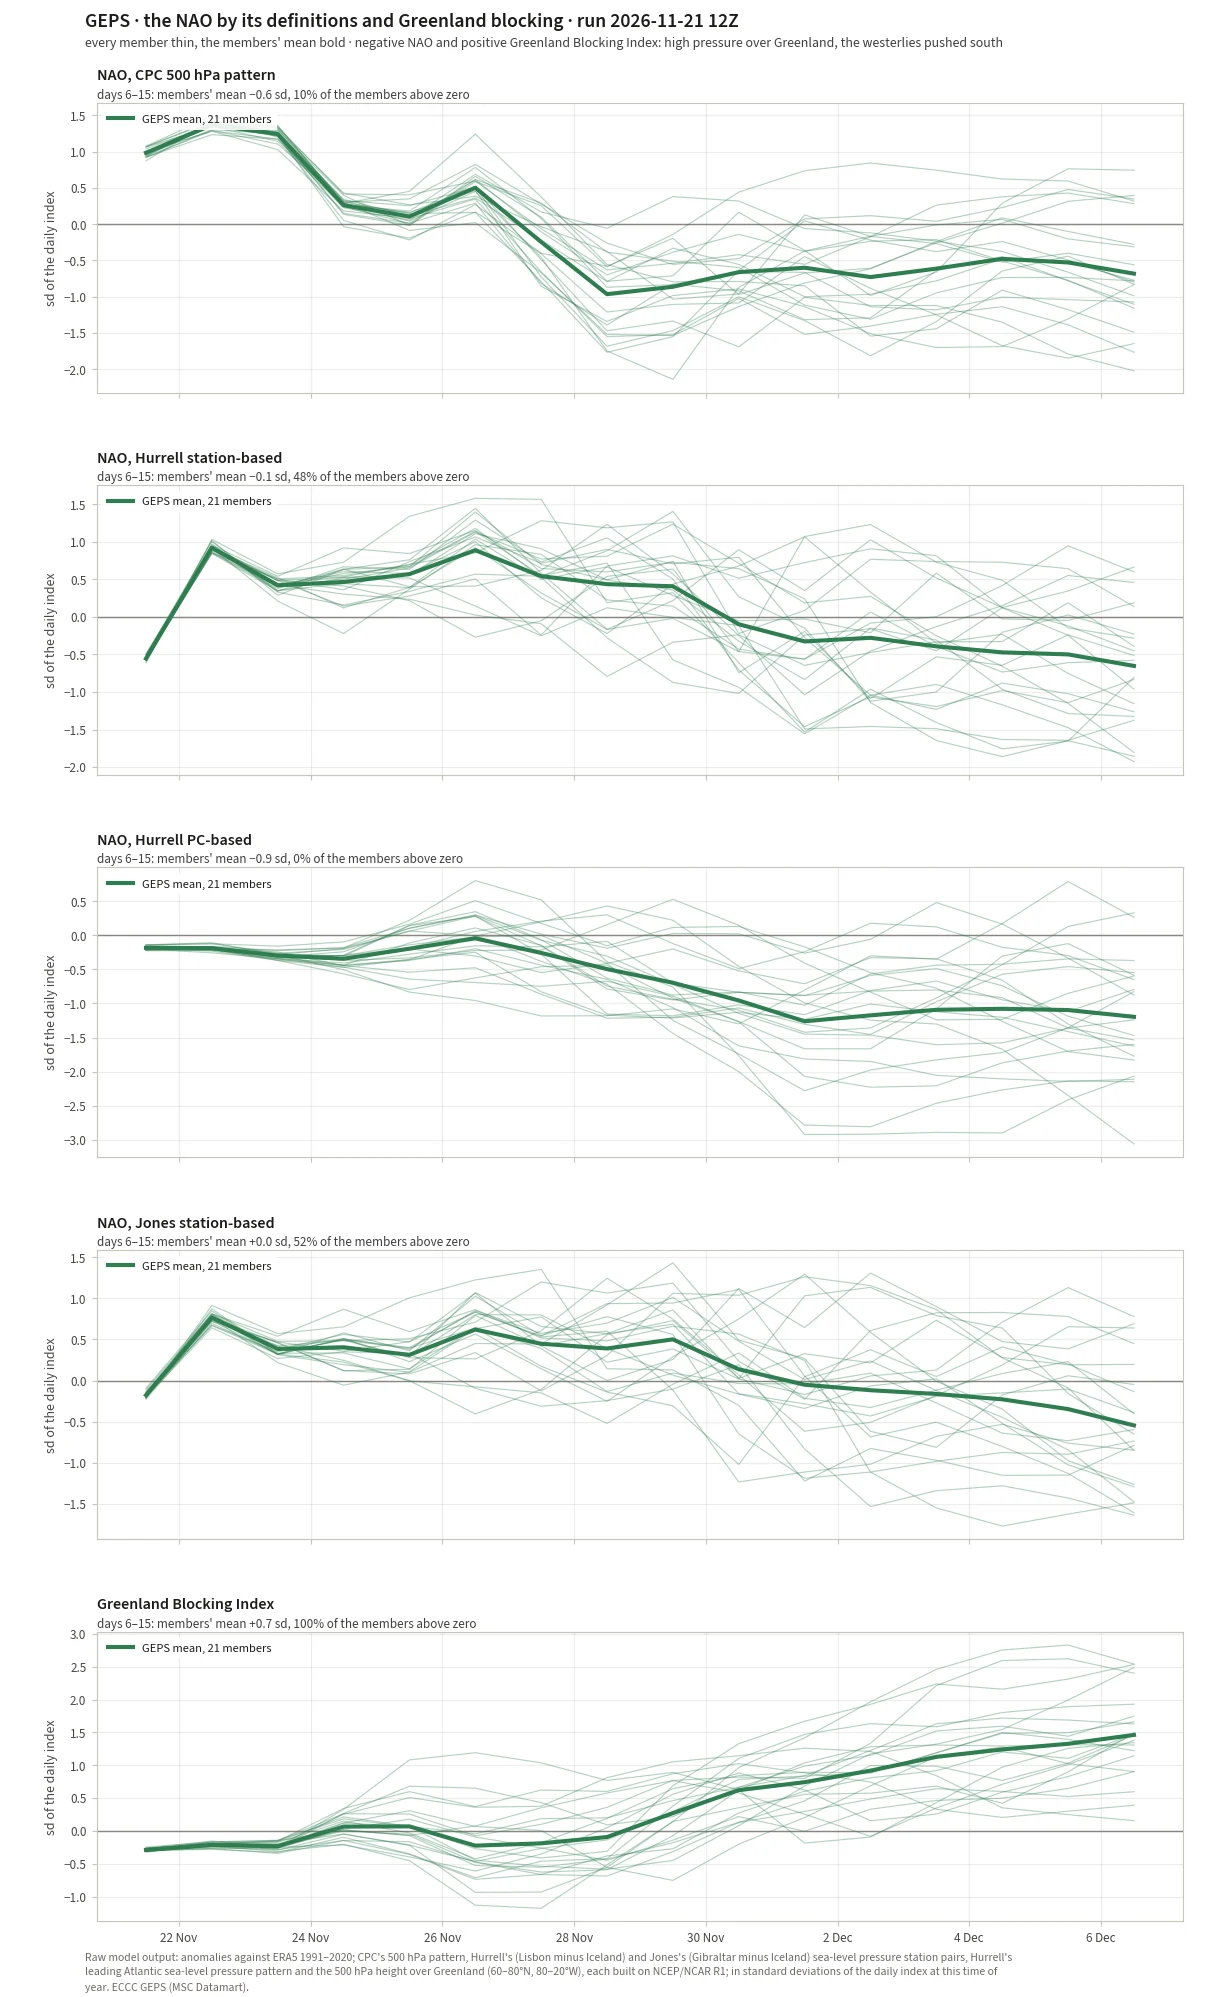 GEPS · the NAO by its definitions and Greenland blocking · run 2026-11-21 12Z
every member thin, the members' mean bold · negative NAO and positive Greenland Blocking Index: high pressure over Greenland, the westerlies pushed south
NAO, CPC 500 hPa pattern
days 6–15: members' mean −0.6 sd, 10% of the members above zero
GEPS mean, 21 members
sd of the daily index
1.5
1.0
0.5
0.0
−0.5
−1.0
−1.5
−2.0
NAO, Hurrell station-based
days 6–15: members' mean −0.1 sd, 48% of the members above zero
GEPS mean, 21 members
sd of the daily index
1.5
1.0
0.5
0.0
−0.5
−1.0
−1.5
−2.0
NAO, Hurrell PC-based
days 6–15: members' mean −0.9 sd, 0% of the members above zero
GEPS mean, 21 members
sd of the daily index
0.5
0.0
−0.5
−1.0
−1.5
−2.0
−2.5
−3.0
NAO, Jones station-based
days 6–15: members' mean +0.0 sd, 52% of the members above zero
GEPS mean, 21 members
sd of the daily index
1.5
1.0
0.5
0.0
−0.5
−1.0
−1.5
Greenland Blocking Index
days 6–15: members' mean +0.7 sd, 100% of the members above zero
GEPS mean, 21 members
sd of the daily index
3.0
2.5
2.0
1.5
1.0
0.5
0.0
−0.5
−1.0
22 Nov 24 Nov 26 Nov 28 Nov 30 Nov 2 Dec 4 Dec 6 Dec
Raw model output: anomalies against ERA5 1991–2020; CPC's 500 hPa pattern, Hurrell's (Lisbon minus Iceland) and Jones's (Gibraltar minus Iceland) sea-level pressure station pairs, Hurrell's
leading Atlantic sea-level pressure pattern and the 500 hPa height over Greenland (60–80°N, 80–20°W), each built on NCEP/NCAR R1; in standard deviations of the daily index at this time of
year. ECCC GEPS (MSC Datamart).